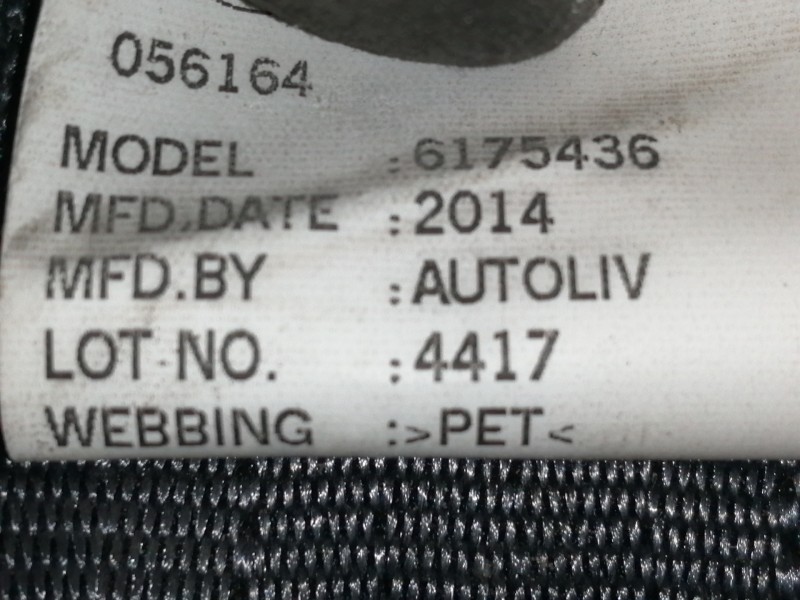 056164
MODEL :6175436
MFD.DATE :2014
MFD.BY :AUTOLIV
LOT NO. :4417
WEBBING :>PET<